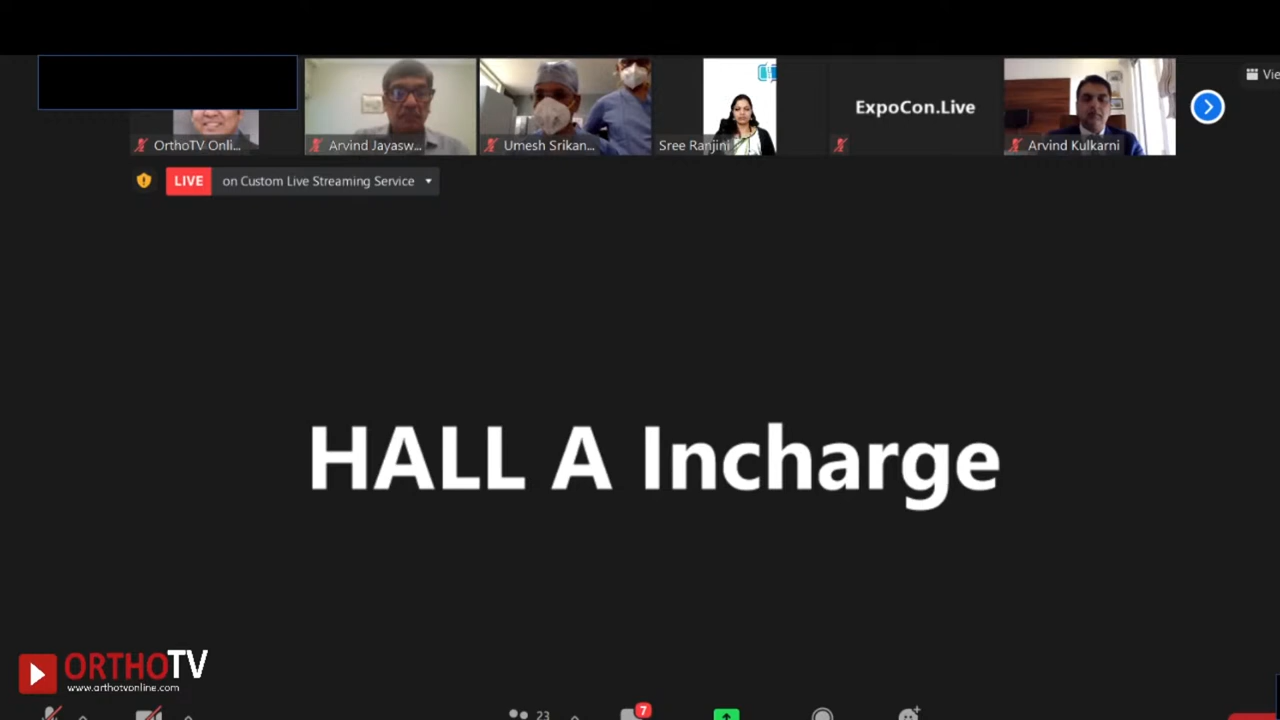 ExpoCon.Live
Vie
OrthoTV Onli...
Arvind Jayasw...
Umesh Srikan...
Sree Ranjini
Arvind Kulkarni
LIVE on Custom Live Streaming Service
HALL A Incharge
ORTHOTV
www.orthotvonline.com
23
7